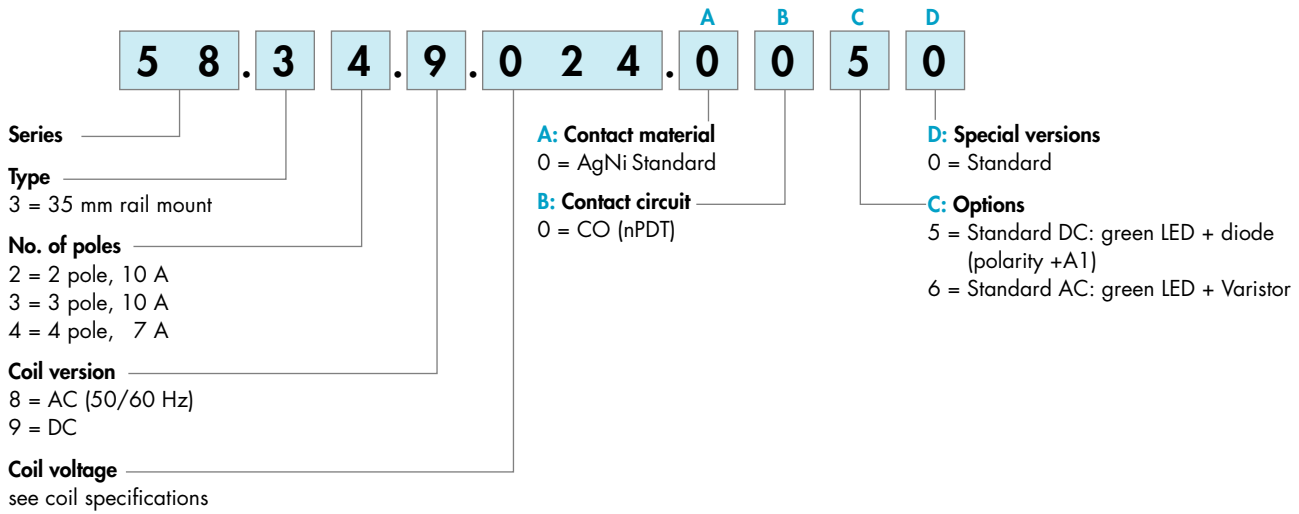 A B C D
5 8 . 3 4 . 9 . 0 2 4 . 0 0 5 0
Series
Type
3 = 35 mm rail mount
No. of poles
2 = 2 pole, 10 A
3 = 3 pole, 10 A
4 = 4 pole, 7 A
Coil version
8 = AC (50/60 Hz)
9 = DC
Coil voltage
see coil specifications
A: Contact material
0 = AgNi Standard
B: Contact circuit
0 = CO (nPDT)
D: Special versions
0 = Standard
C: Options
5 = Standard DC: green LED + diode
(polarity +A1)
6 = Standard AC: green LED + Varistor